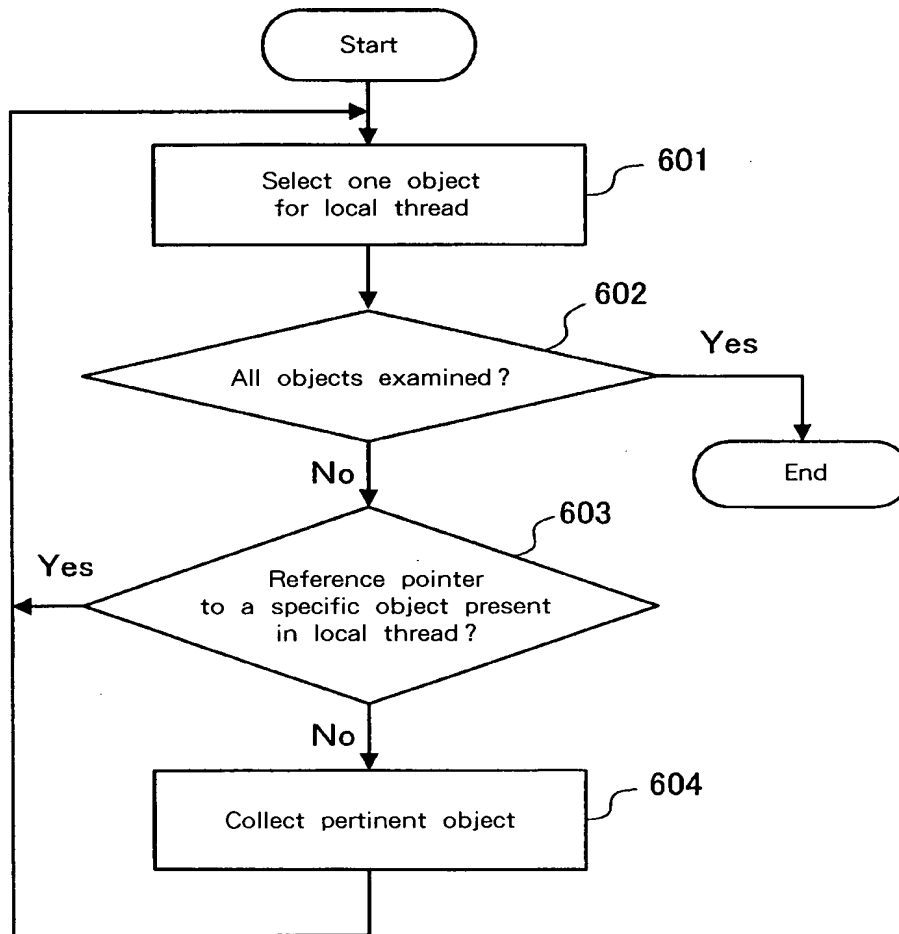 Start
601
Select one object
for local thread
602
Yes
All objects examined?
No
End
603
Yes
Reference pointer
to a specific object present
in local thread?
No
604
Collect pertinent object